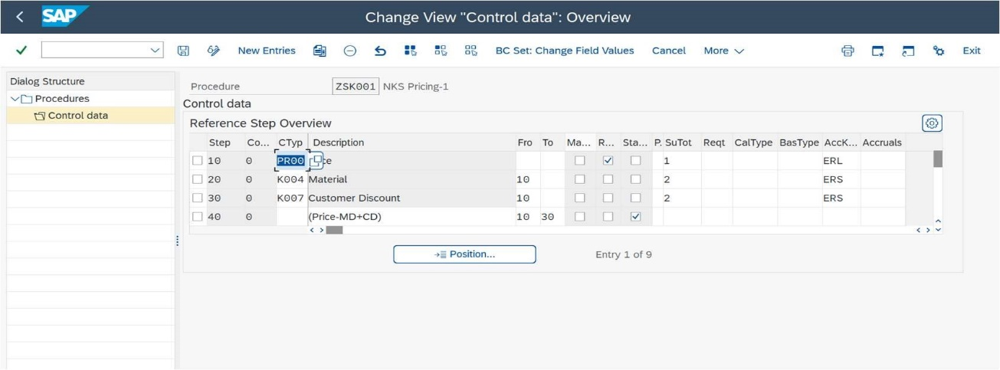 SAP
Change View "Control data": Overview
New Entries BC Set: Change Field Values Cancel More Exit
Dialog Structure
Procedures
Control data
Procedure ZSK001 NKS Pricing-1
Control data
Reference Step Overview
Step Co... CTyp Description Fro To Ma... R... Sta... P. SuTot Reqt CalType BasType AccK... Accruals
10 0 PR00 ce 1 ERL
20 0 K004 Material 10 2 ERS
30 0 K007 Customer Discount 10 2 ERS
40 0 (Price-MD+CD) 10 30
Position... Entry 1 of 9